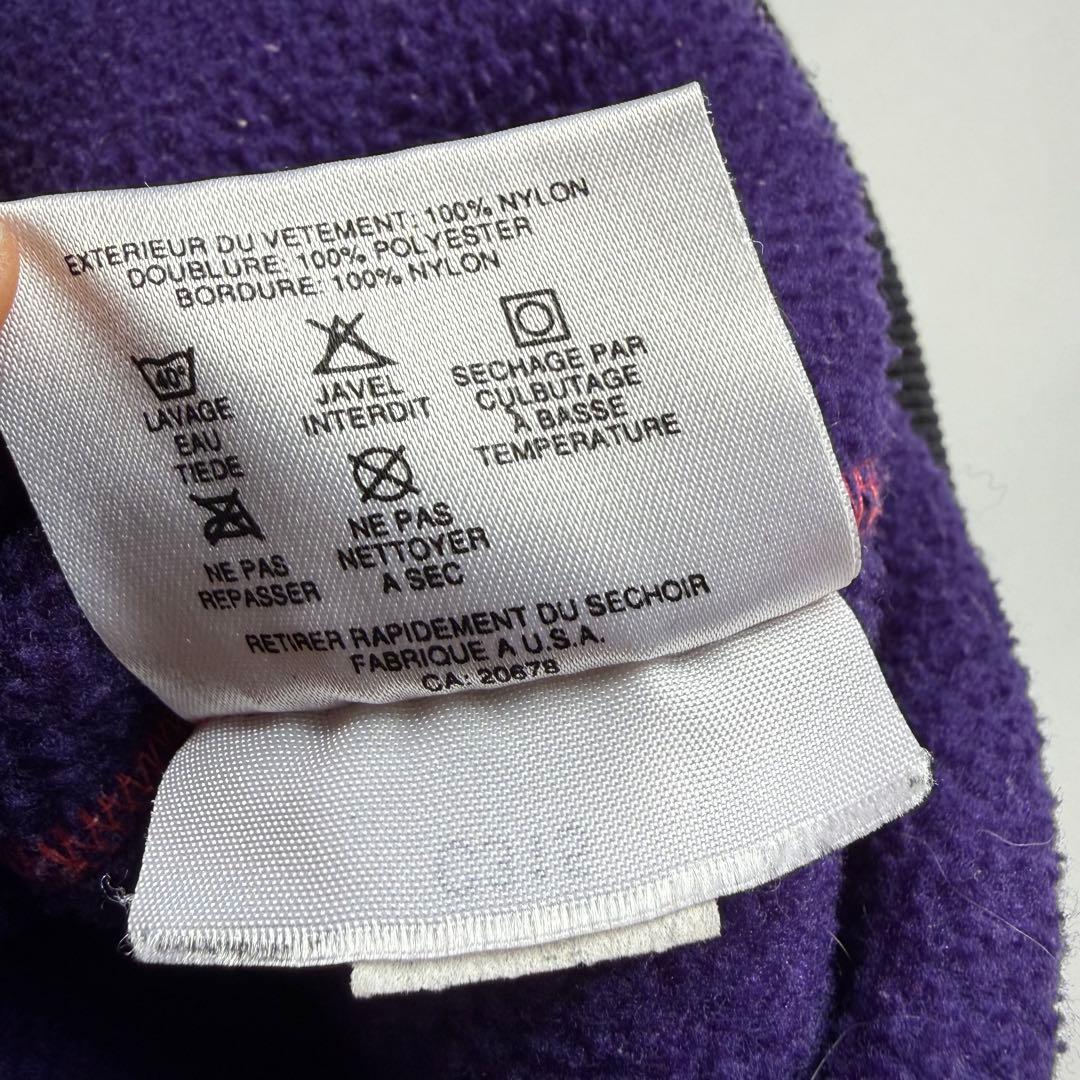 EXTERIEUR DU VETEMENT: 100% NYLON
DOUBLURE: 100% POLYESTER
BORDURE: 100% NYLON
40°
LAVAGE
EAU
TIEDE
JAVEL
INTERDIT
SECHAGE PAR
CULBUTAGE
À BASSE
TEMPERATURE
NE PAS
REPASSER
NE PAS
NETTOYER
A SEC
RETIRER RAPIDEMENT DU SECHOIR
FABRIQUE A U.S.A.
CA: 20678